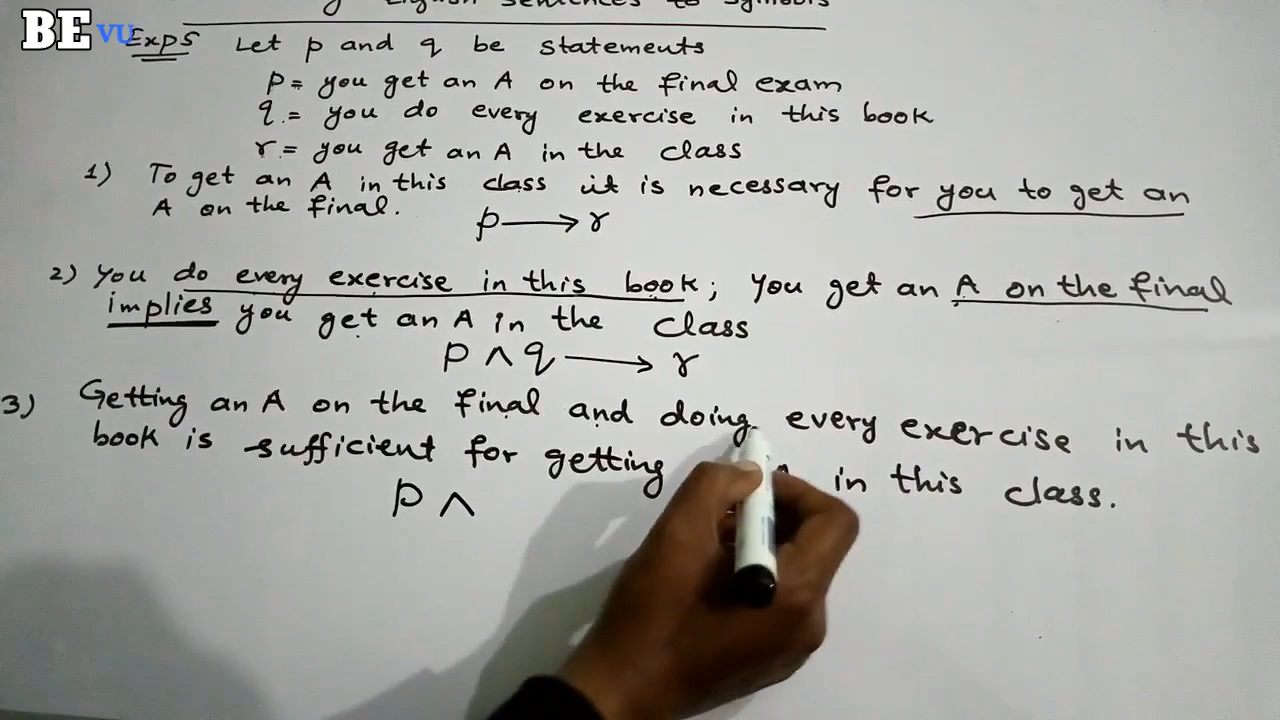 English Sentences to Symbols
BE VU
Exps Let p and q be statements
p = you get an A on the final exam
q = you do every exercise in this book
r = you get an A in the class
1) To get an A in this class it is necessary for you to get an
A on the final.
p → r
2) You do every exercise in this book; You get an A on the final
implies you get an A in the class
p ∧ q → r
3) Getting an A on the final and doing every exercise in this
book is sufficient for getting in this class.
p ∧